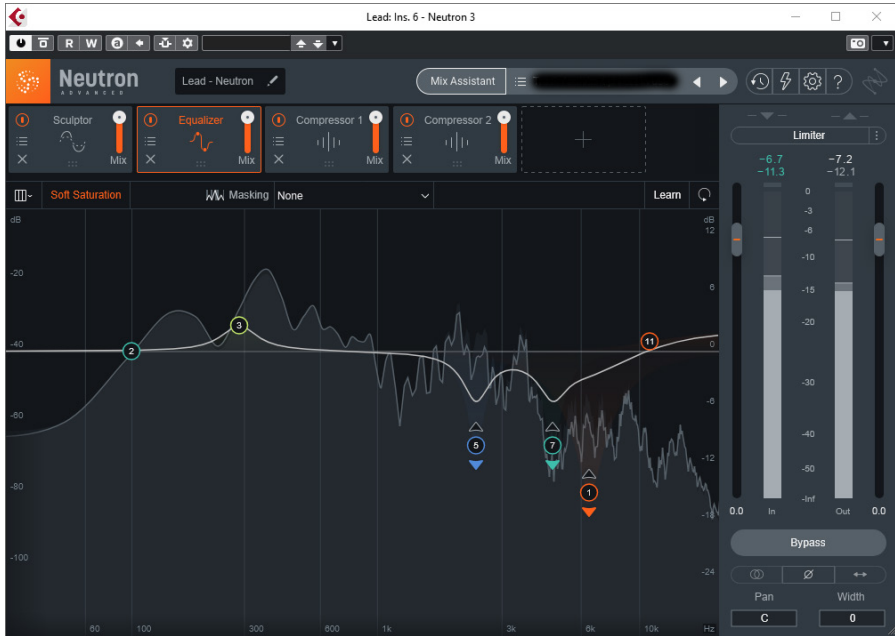 Lead: Ins. 6 - Neutron 3
R W a
Neutron
ADVANCED
Lead - Neutron
Mix Assistant
?
Sculptor
Mix
Equalizer
Mix
Compressor 1
Mix
Compressor 2
Mix
+
Limiter
-6.7 -7.2
-11.3 -12.1
Soft Saturation
Masking None
Learn
dB
-20
-40
-60
-80
-100
dB
12
6
0
-6
-12
-18
-24
2
3
5
7
1
11
60 100 300 600 1k 3k 6k 10k Hz
0
-3
-6
-10
-15
-20
-30
-40
-50
-Inf
0.0 In Out 0.0
Bypass
Pan Width
C 0